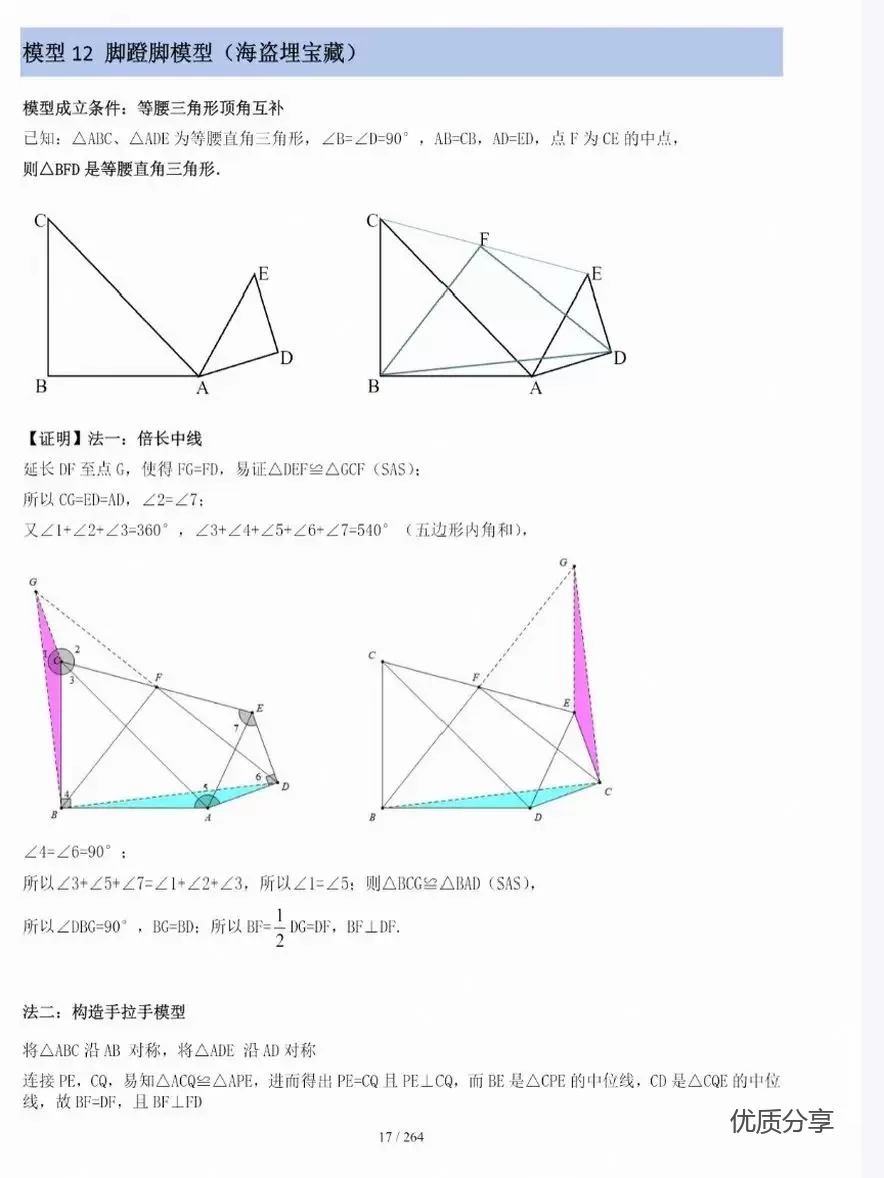 模型 12 脚蹬脚模型（海盗埋宝藏）
模型成立条件：等腰三角形顶角互补
已知：△ABC、△ADE 为等腰直角三角形，∠B=∠D=90°，AB=CB，AD=ED，点 F 为 CE 的中点，
则△BFD 是等腰直角三角形．
C
E
B
A
D
C
F
E
B
A
D
【证明】法一：倍长中线
延长 DF 至点 G，使得 FG=FD，易证△DEF≌△GCF（SAS）；
所以 CG=ED=AD，∠2=∠7；
又∠1+∠2+∠3=360°，∠3+∠4+∠5+∠6+∠7=540°（五边形内角和），
G
1
C
2
3
F
E
7
4
5
6
D
B
A
G
C
F
E
C
B
D
∠4=∠6=90°；
所以∠3+∠5+∠7=∠1+∠2+∠3，所以∠1=∠5；则△BCG≌△BAD（SAS），
所以∠DBG=90°，BG=BD；所以 BF=1/2 DG=DF，BF⊥DF.
法二：构造手拉手模型
将△ABC 沿 AB 对称，将△ADE 沿 AD 对称
连接 PE，CQ，易知△ACQ≌△APE，进而得出 PE=CQ 且 PE⊥CQ，而 BE 是△CPE 的中位线，CD 是△CQE 的中位
线，故 BF=DF，且 BF⊥FD
优质分享
17 / 264